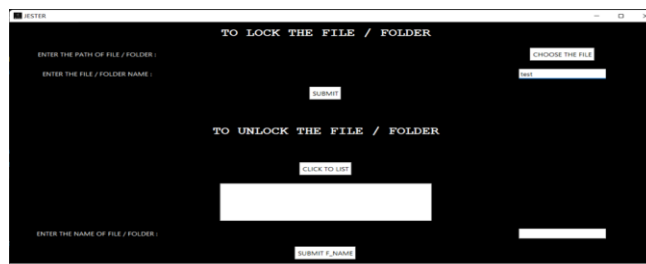 JESTER
TO LOCK THE FILE / FOLDER
ENTER THE PATH OF FILE / FOLDER :
CHOOSE THE FILE
ENTER THE FILE / FOLDER NAME :
test
SUBMIT
TO UNLOCK THE FILE / FOLDER
CLICK TO LIST
ENTER THE NAME OF FILE / FOLDER :
SUBMIT F_NAME